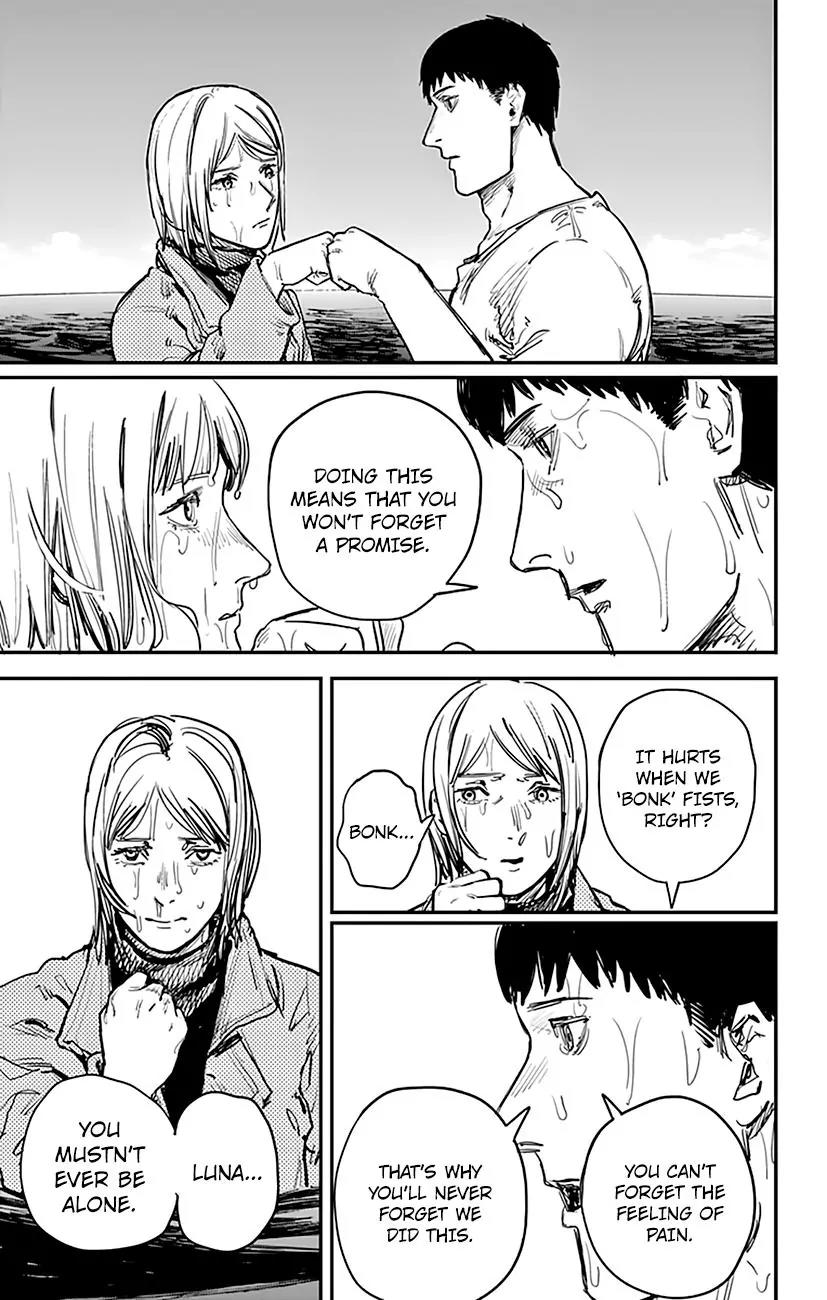 DOING THIS
MEANS THAT YOU
WON'T FORGET
A PROMISE.
IT HURTS
WHEN WE
'BONK' FISTS,
RIGHT?
BONK...
YOU CAN'T
FORGET THE
FEELING OF
PAIN.
THAT'S WHY
YOU'LL NEVER
FORGET WE
DID THIS.
LUNA...
YOU
MUSTN'T
EVER BE
ALONE.